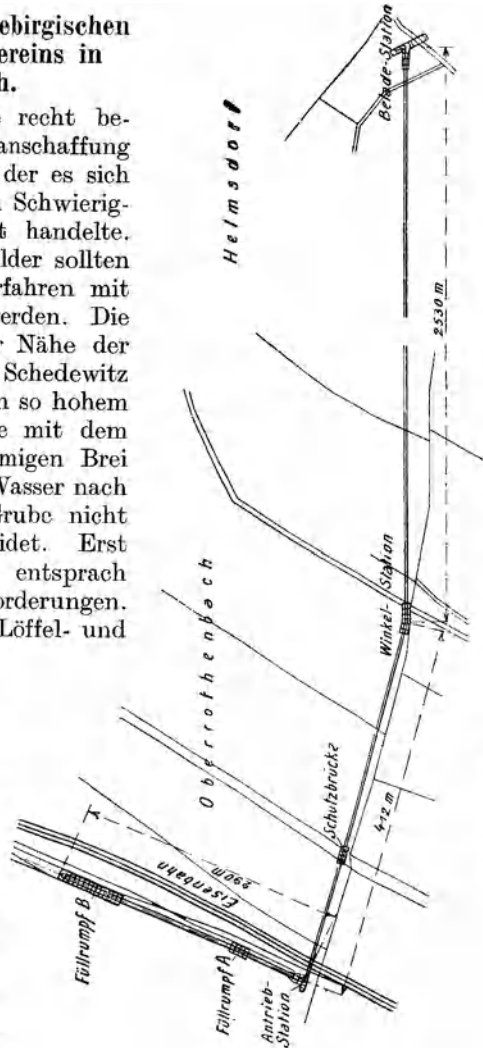 ebirgischen
ereins in
h.
recht be-
anschaffung
der es sich
Schwierig-
t handelte.
lder sollten
rfahren mit
erden. Die
r Nähe der
Schedewitz
n so hohem
e mit dem
migen Brei
Wasser nach
Grube nicht
idet. Erst
entsprach
orderungen.
Löffel- und
Belade-Station
Helmsdorf
2530 m
Winkel-Station
Oberrothenbach
Schutzbrücke
412 m
Eisenbahn
290 m
Füllrumpf B
Füllrumpf A
Antrieb-
Station